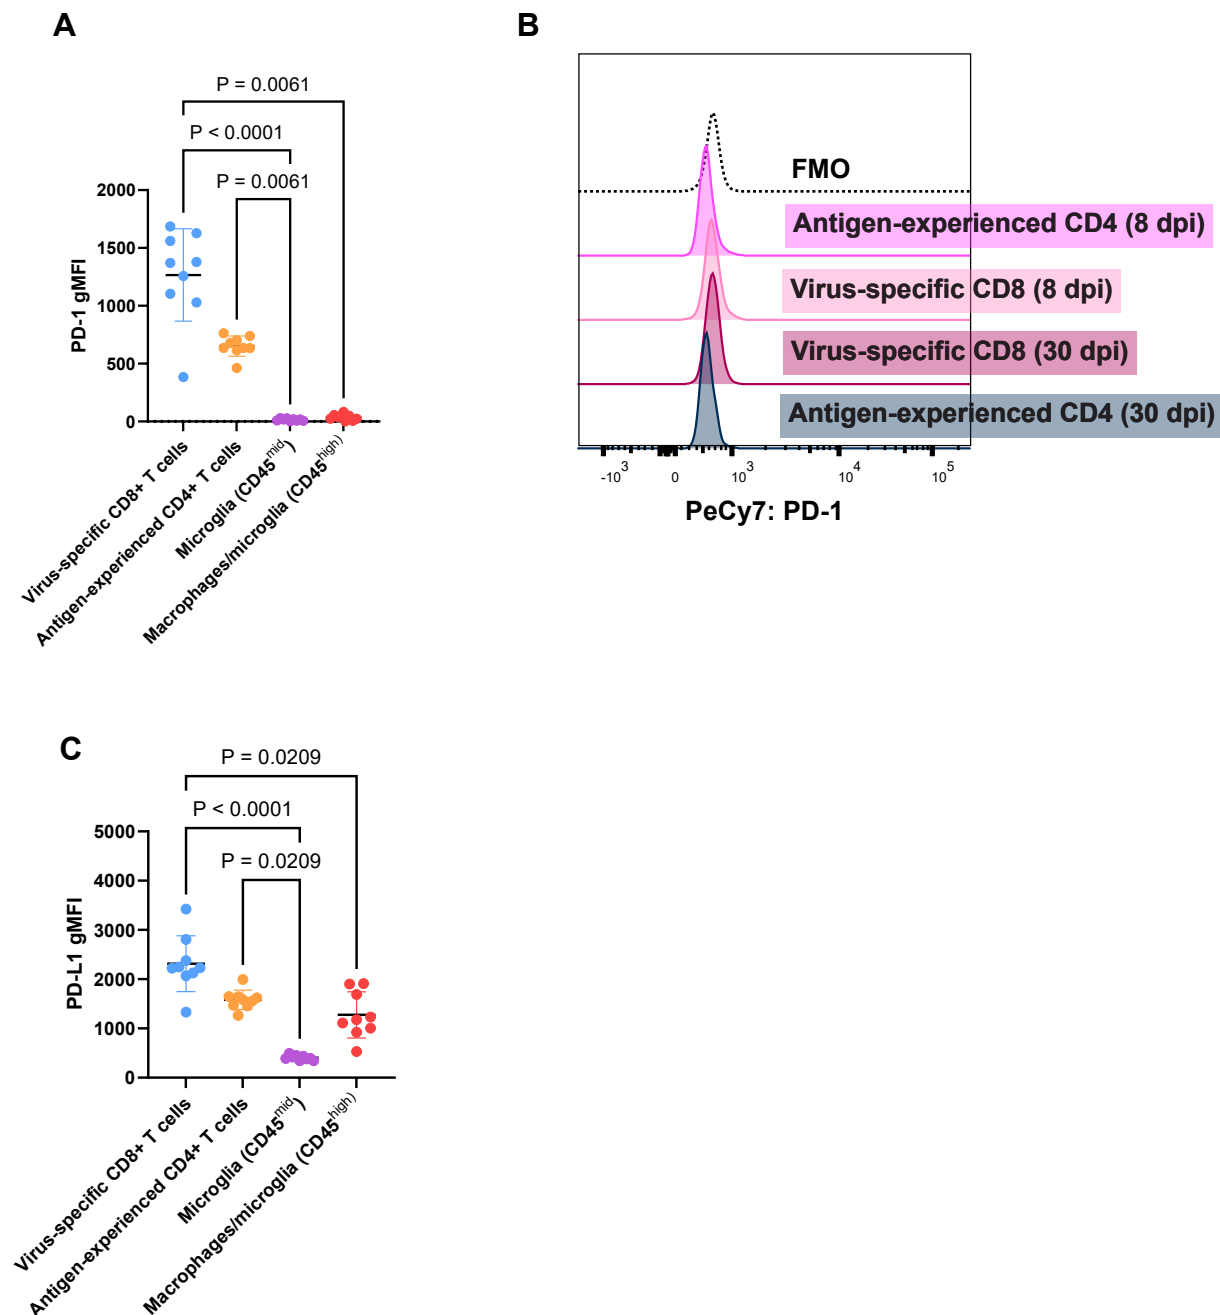 A
P = 0.0061
P < 0.0001
P = 0.0061
PD-1 gMFI
2000
1500
1000
500
0
Virus-specific CD8+ T cells
Antigen-experienced CD4+ T cells
Microglia (CD45mid)
Macrophages/microglia (CD45high)
B
FMO
Antigen-experienced CD4 (8 dpi)
Virus-specific CD8 (8 dpi)
Virus-specific CD8 (30 dpi)
Antigen-experienced CD4 (30 dpi)
-10³ 0 10³ 10⁴ 10⁵
PeCy7: PD-1
C
P = 0.0209
P < 0.0001
P = 0.0209
PD-L1 gMFI
5000
4000
3000
2000
1000
0
Virus-specific CD8+ T cells
Antigen-experienced CD4+ T cells
Microglia (CD45mid)
Macrophages/microglia (CD45high)